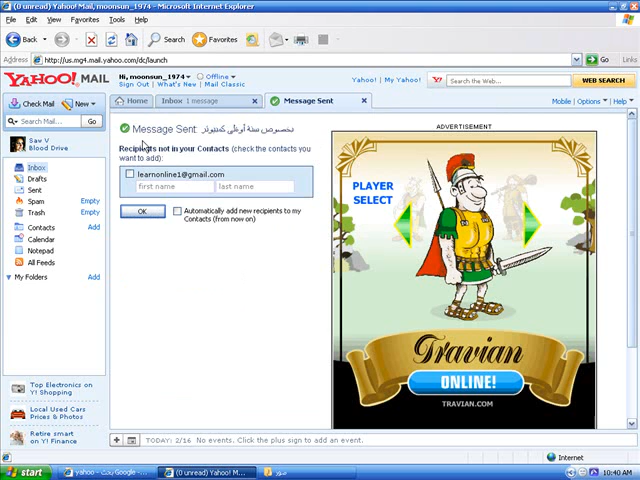 (0 unread) Yahoo! Mail, moonsun_1974 - Microsoft Internet Explorer
File Edit View Favorites Tools Help
Back Search Favorites
Address http://us.mg4.mail.yahoo.com/dc/launch Go Links
YAHOO! MAIL
Hi, moonsun_1974 Offline
Sign Out What's New Mail Classic
Yahoo! My Yahoo!
Search the Web... WEB SEARCH
Check Mail New
Home Inbox 1 message Message Sent
Mobile Options Help
Search Mail... Go
Saw V
Blood Drive
Inbox
Drafts
Sent
Spam Empty
Trash Empty
Contacts Add
Calendar
Notepad
All Feeds
My Folders Add
Top Electronics on
Y! Shopping
Local Used Cars
Prices & Photos
Retire smart
on Y! Finance
Message Sent: بخصوص سنة أولى كمبيوتر
Recipients not in your Contacts (check the contacts you
want to add):
learnonline1@gmail.com
first name last name
OK
Automatically add new recipients to my
Contacts (from now on)
ADVERTISEMENT
PLAYER
SELECT
Travian
ONLINE!
TRAVIAN.COM
TODAY: 2/16 No events. Click the plus sign to add an event.
Internet
start
yahoo - بحث Google -...
(0 unread) Yahoo! M...
صور
10:40 AM